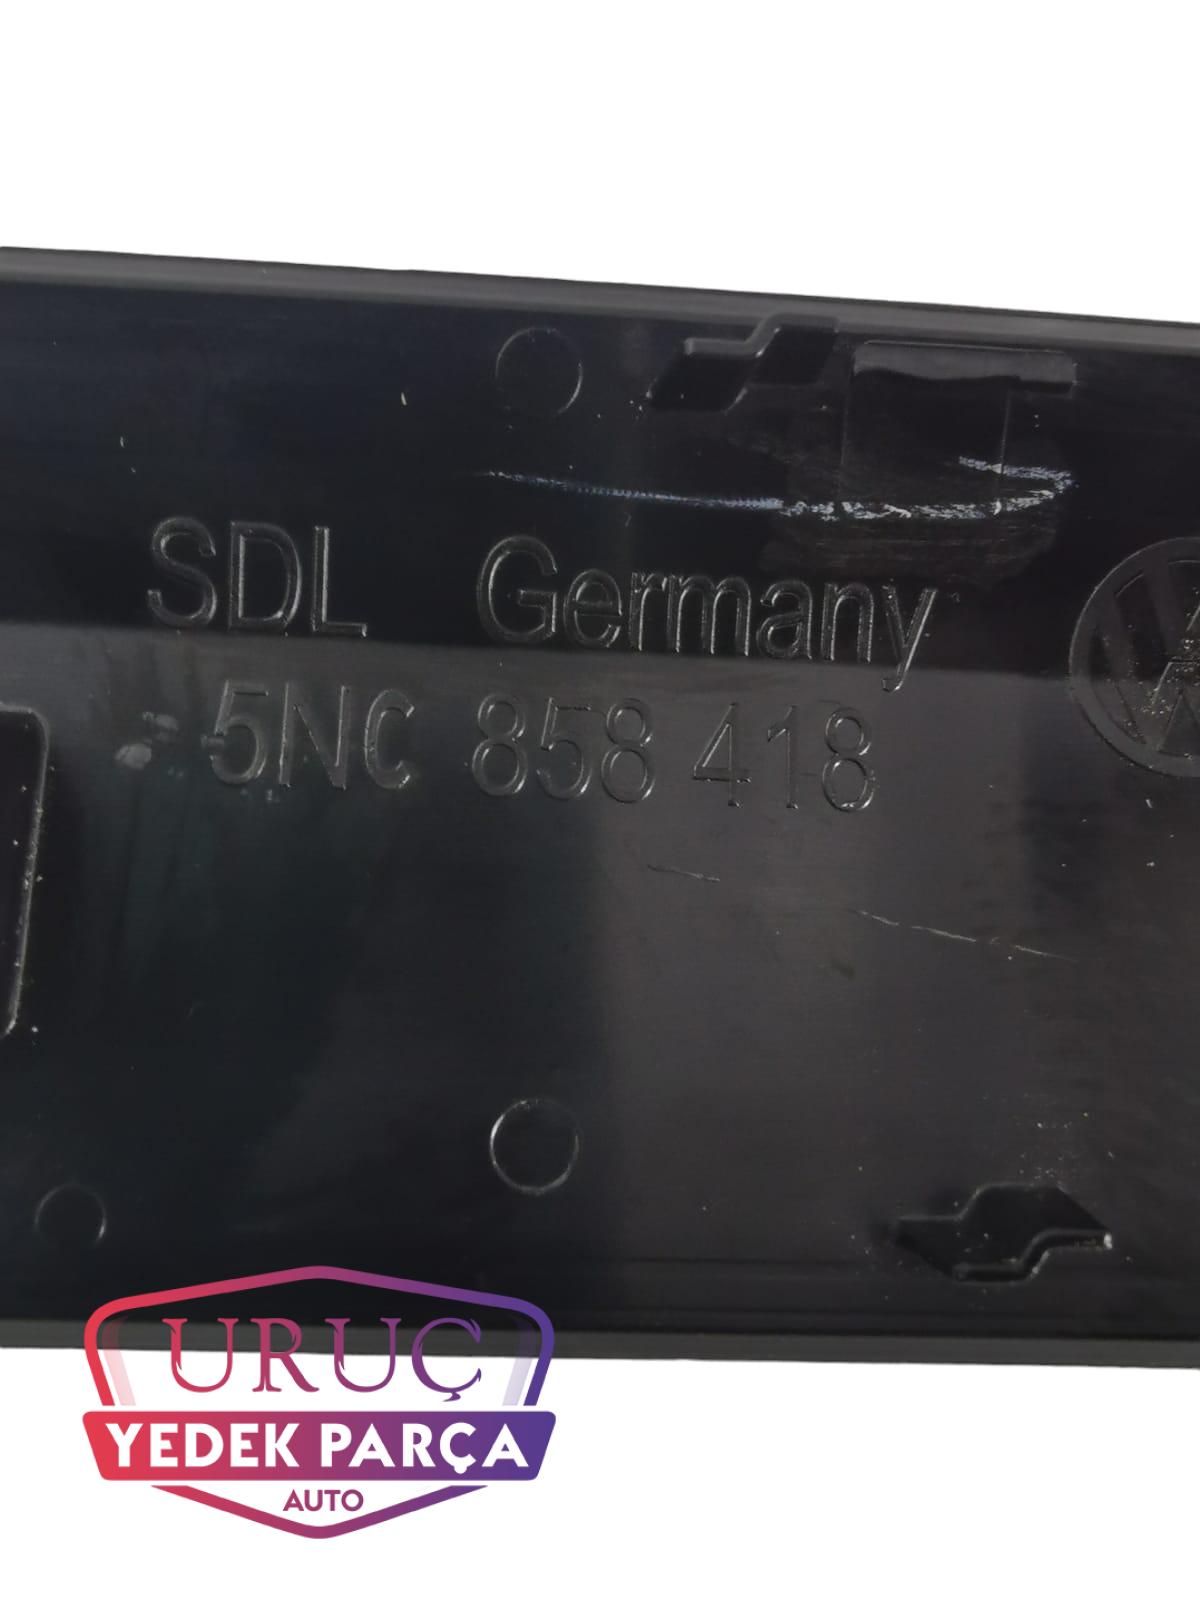 SDL Germany
5NC 858 418
URUÇ
YEDEK PARÇA
AUTO